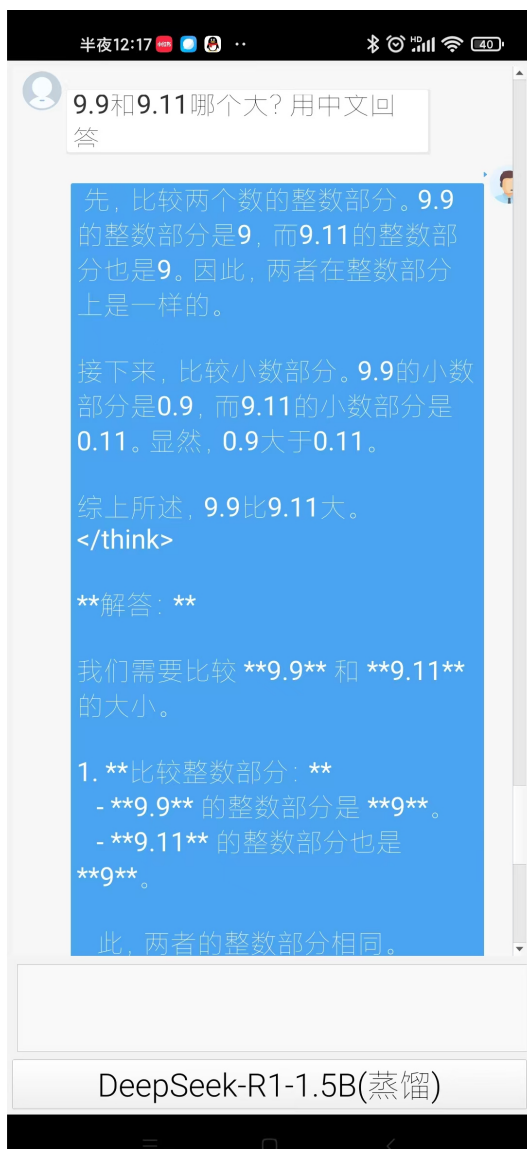 半夜12:17
40
9.9和9.11哪个大？用中文回
答
先，比较两个数的整数部分。9.9
的整数部分是9，而9.11的整数部
分也是9。因此，两者在整数部分
上是一样的。
接下来，比较小数部分。9.9的小数
部分是0.9，而9.11的小数部分是
0.11。显然，0.9大于0.11。
综上所述，9.9比9.11大。
</think>
**解答：**
我们需要比较 **9.9** 和 **9.11**
的大小。
1. **比较整数部分：**
- **9.9** 的整数部分是 **9**。
- **9.11** 的整数部分也是
**9**。
此，两者的整数部分相同。
DeepSeek-R1-1.5B(蒸馏)